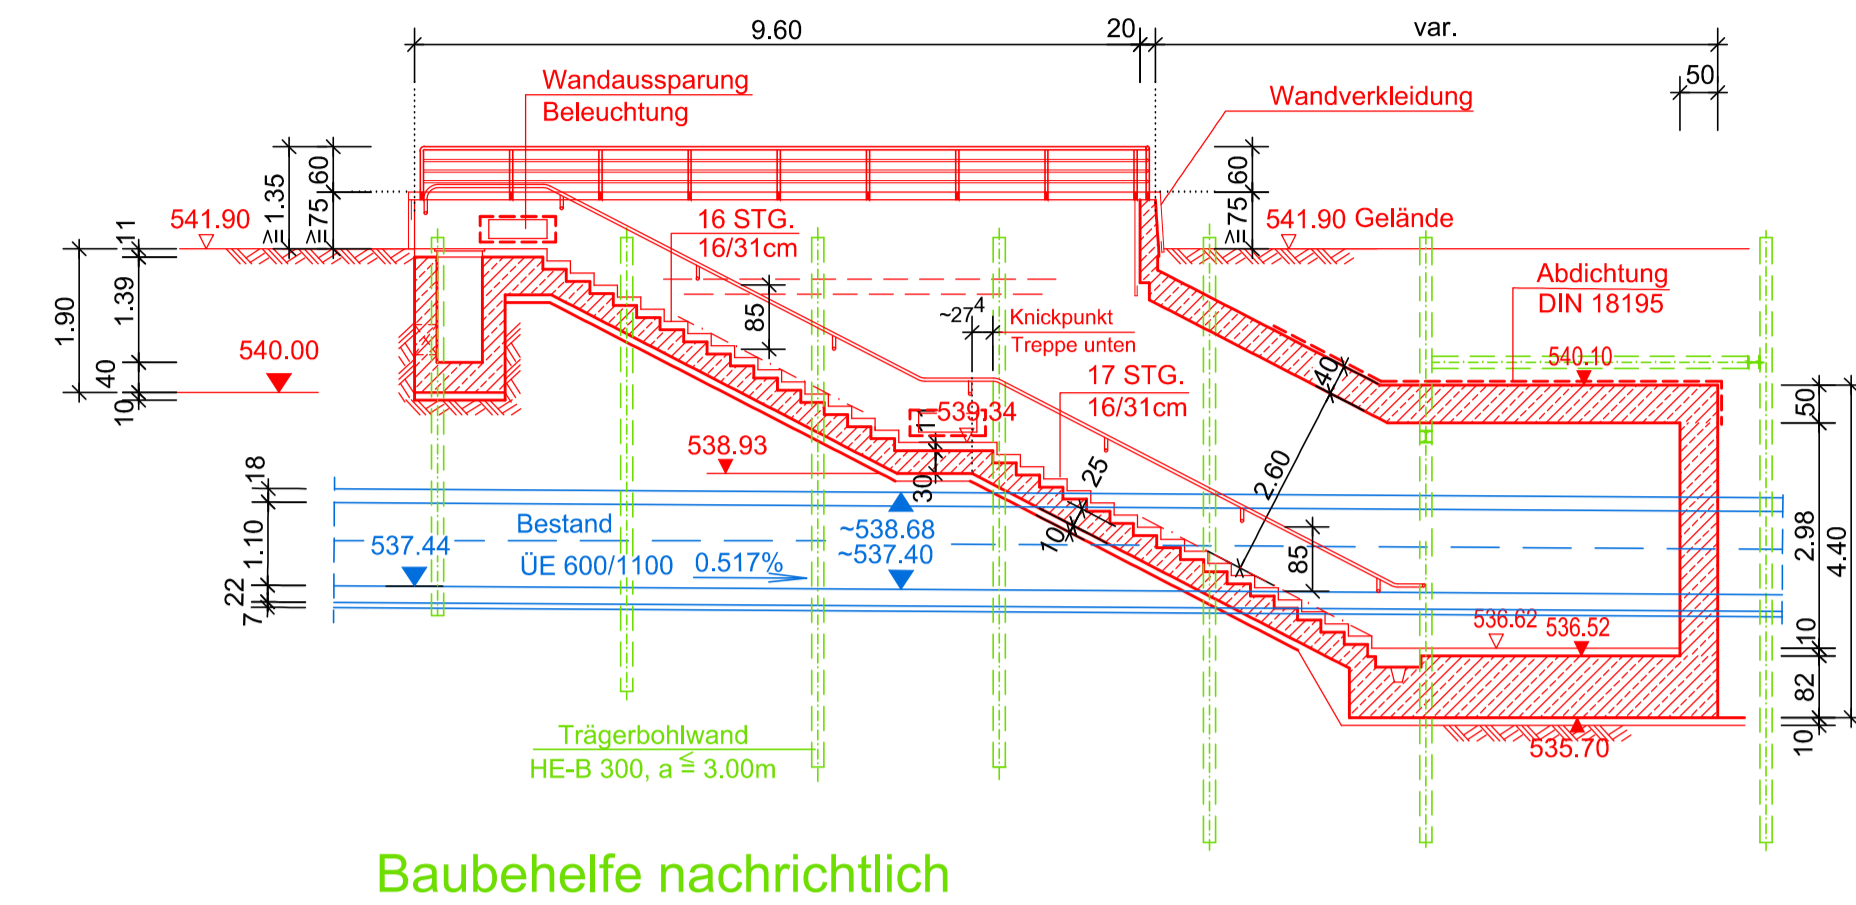 9.60
20
var.
50
Wandaussparung
Beleuchtung
Wandverkleidung
≥1.35
60
≥75
60
≥75
541.90
541.90 Gelände
11
1.39
1.90
40
10
540.00
16 STG.
16/31cm
85
~27⁴
Knickpunkt
Treppe unten
17 STG.
16/31cm
Abdichtung
DIN 18195
540.10
40
2.60
50
2.98
4.40
10
82
10
11
539.34
538.93
30
25
10
85
18
1.10
22
7
Bestand
ÜE 600/1100 0.517%
537.44
~538.68
~537.40
536.62
536.52
535.70
Trägerbohlwand
HE-B 300, a ≦ 3.00m
Baubehelfe nachrichtlich